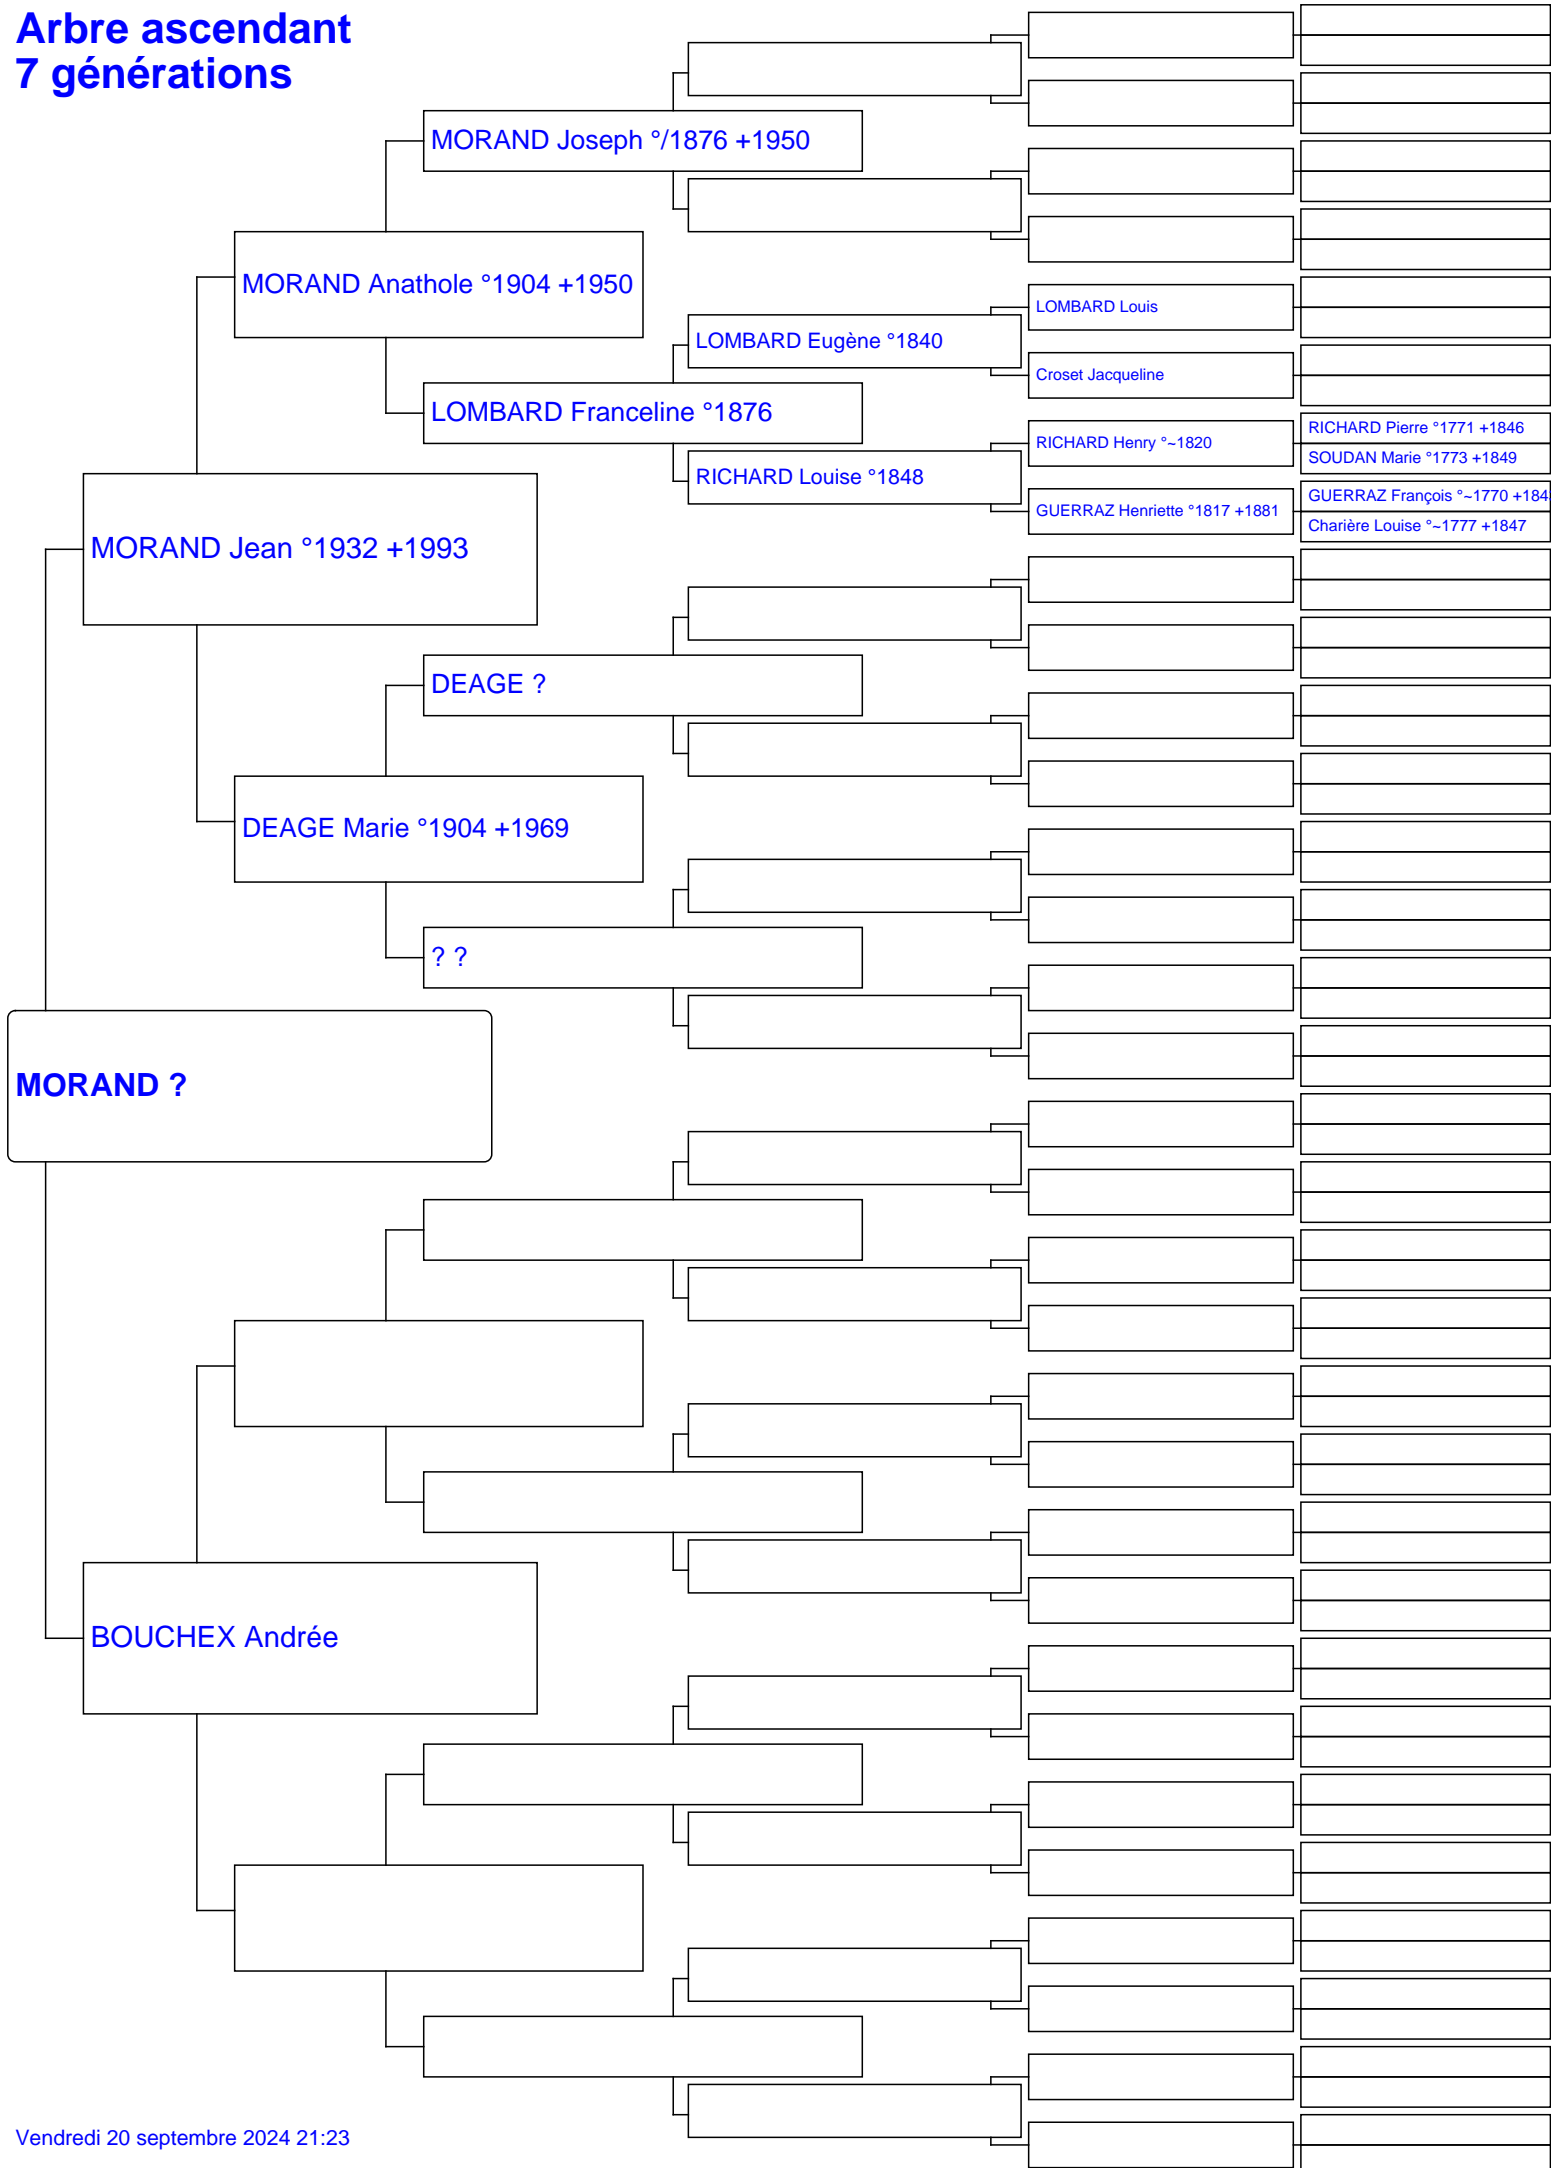 Arbre ascendant
7 générations
MORAND Joseph °/1876 +1950
MORAND Anathole °1904 +1950
LOMBARD Louis
LOMBARD Eugène °1840
Croset Jacqueline
LOMBARD Franceline °1876
RICHARD Pierre °1771 +1846
RICHARD Henry °~1820
SOUDAN Marie °1773 +1849
RICHARD Louise °1848
GUERRAZ François °~1770 +184
GUERRAZ Henriette °1817 +1881
Charière Louise °~1777 +1847
MORAND Jean °1932 +1993
DEAGE ?
DEAGE Marie °1904 +1969
? ?
MORAND ?
BOUCHEX Andrée
Vendredi 20 septembre 2024 21:23